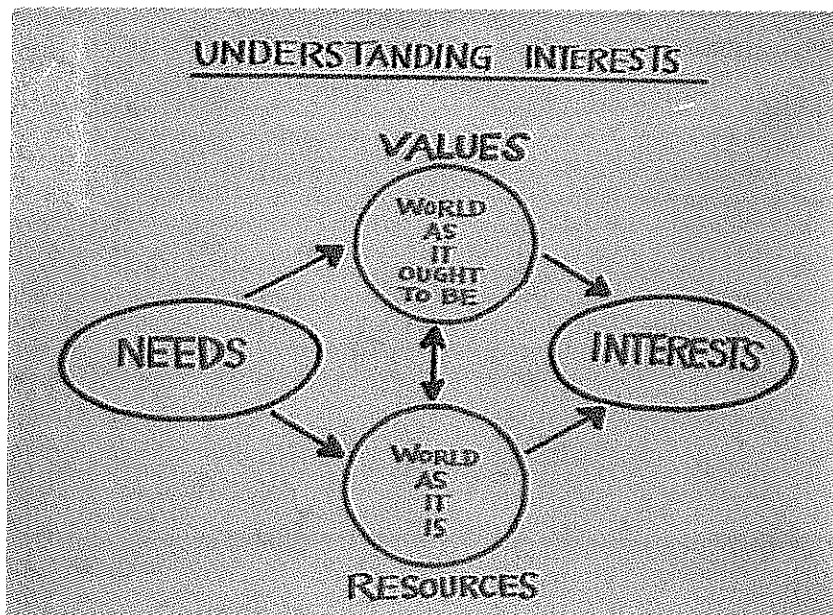 UNDERSTANDING INTERESTS
VALUES
WORLD
AS
IT
OUGHT
TO BE
NEEDS
INTERESTS
WORLD
AS
IT
IS
RESOURCES